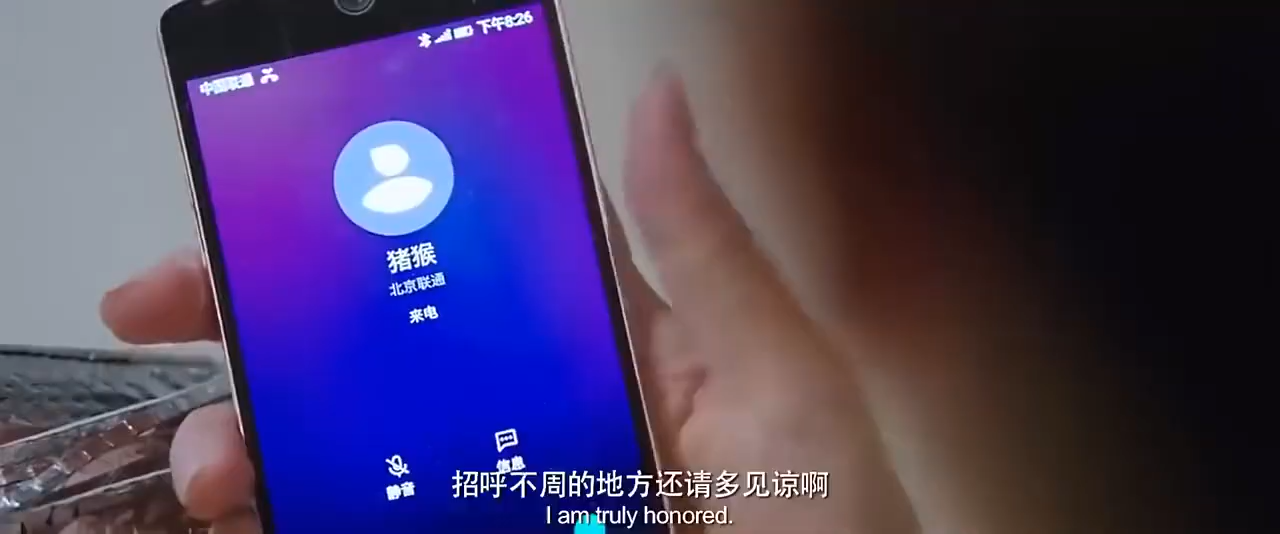 下午8:26
中国联通
猪猴
北京联通
来电
信息
静音
招呼不周的地方还请多见谅啊
I am truly honored.